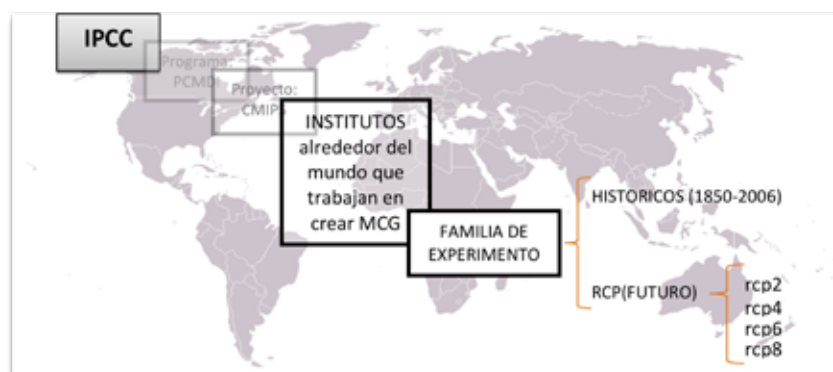 IPCC
Programa:
PCMDI
Proyecto:
CMIP5
INSTITUTOS
alrededor del
mundo que
trabajan en
crear MCG
FAMILIA DE
EXPERIMENTO
HISTORICOS (1850-2006)
RCP(FUTURO)
rcp2
rcp4
rcp6
rcp8